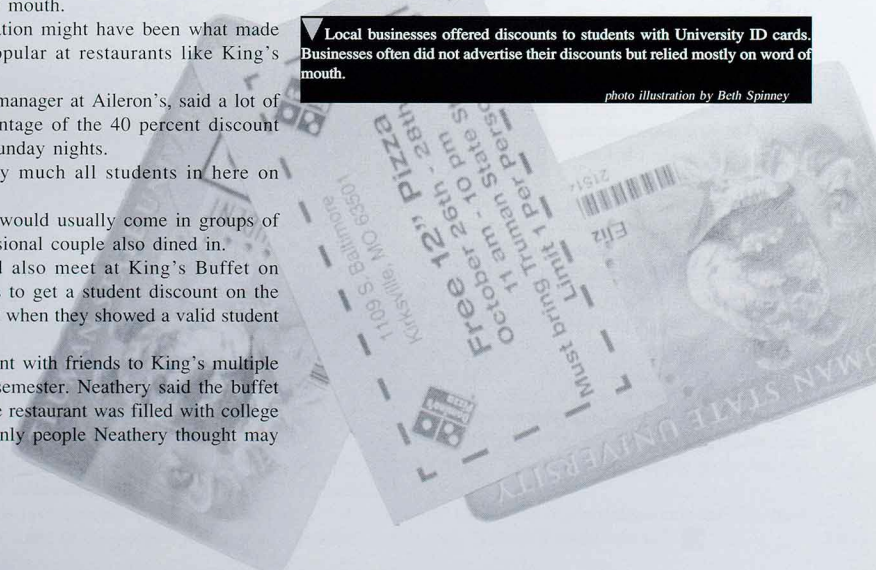 mouth.
tion might have been what made
opular at restaurants like King's
manager at Aileron's, said a lot of
ntage of the 40 percent discount
unday nights.
y much all students in here on
would usually come in groups of
sional couple also dined in.
l also meet at King's Buffet on
to get a student discount on the
when they showed a valid student
nt with friends to King's multiple
semester. Neathery said the buffet
e restaurant was filled with college
nly people Neathery thought may
Local businesses offered discounts to students with University ID cards.
Businesses often did not advertise their discounts but relied mostly on word of
mouth.
photo illustration by Beth Spinney
1109 S. Baltimore
Kirksville, MO 63501
Free 12" Pizza
October 26th - 28th
11 am - 10 pm
Must bring Truman State S
Limit 1 Per Perso
Domino's
Pizza
Eliz
UMAN STATE UNIVERSITY